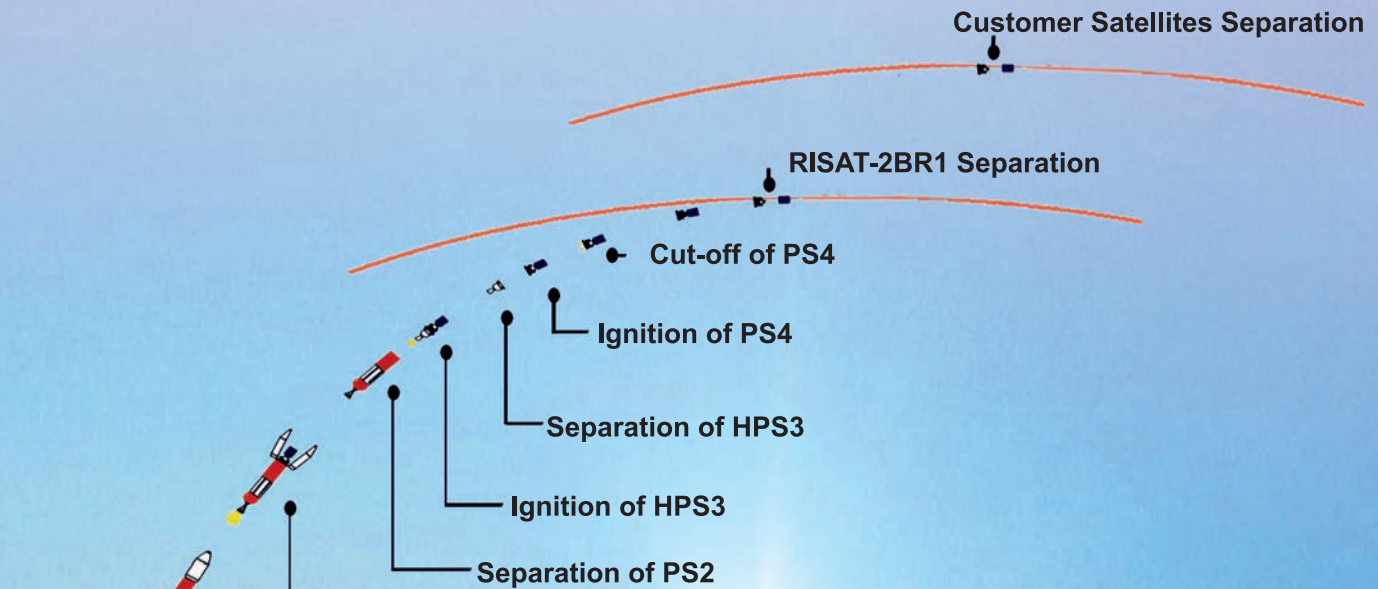 Customer Satellites Separation
RISAT-2BR1 Separation
Cut-off of PS4
Ignition of PS4
Separation of HPS3
Ignition of HPS3
Separation of PS2